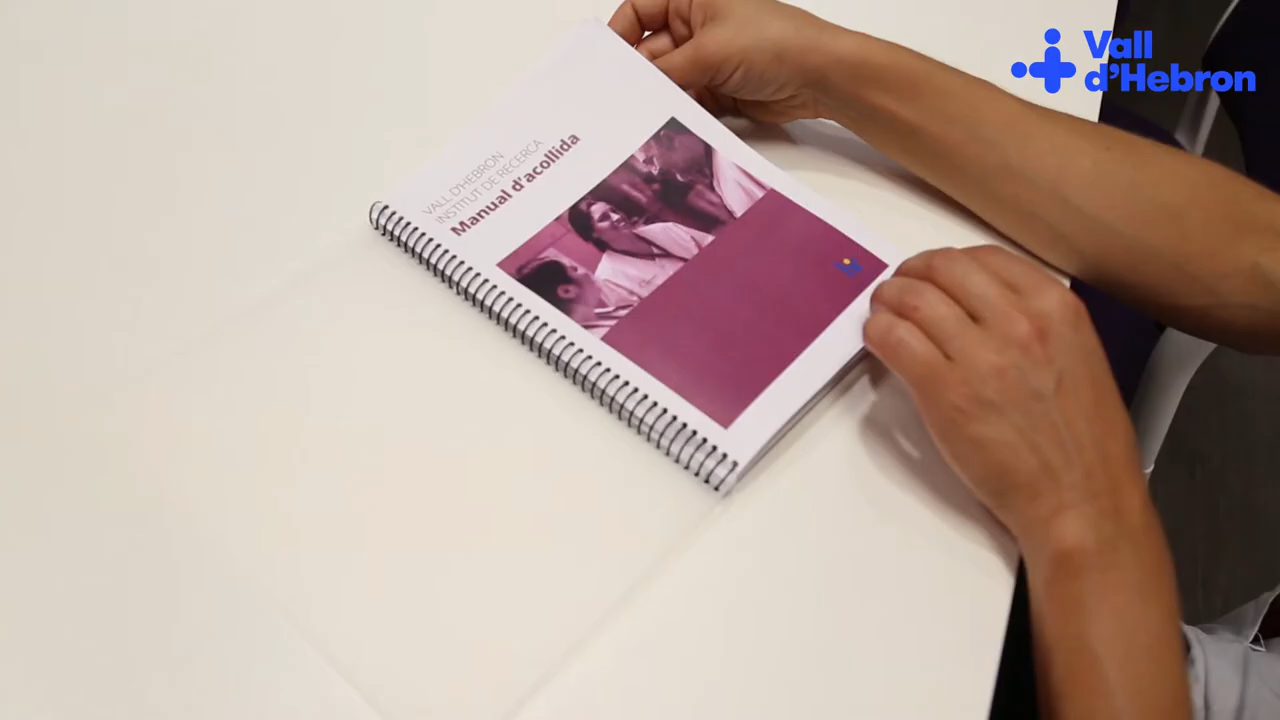 Vall
d'Hebron
VALL D'HEBRON
INSTITUT DE RECERCA
Manual d'acollida